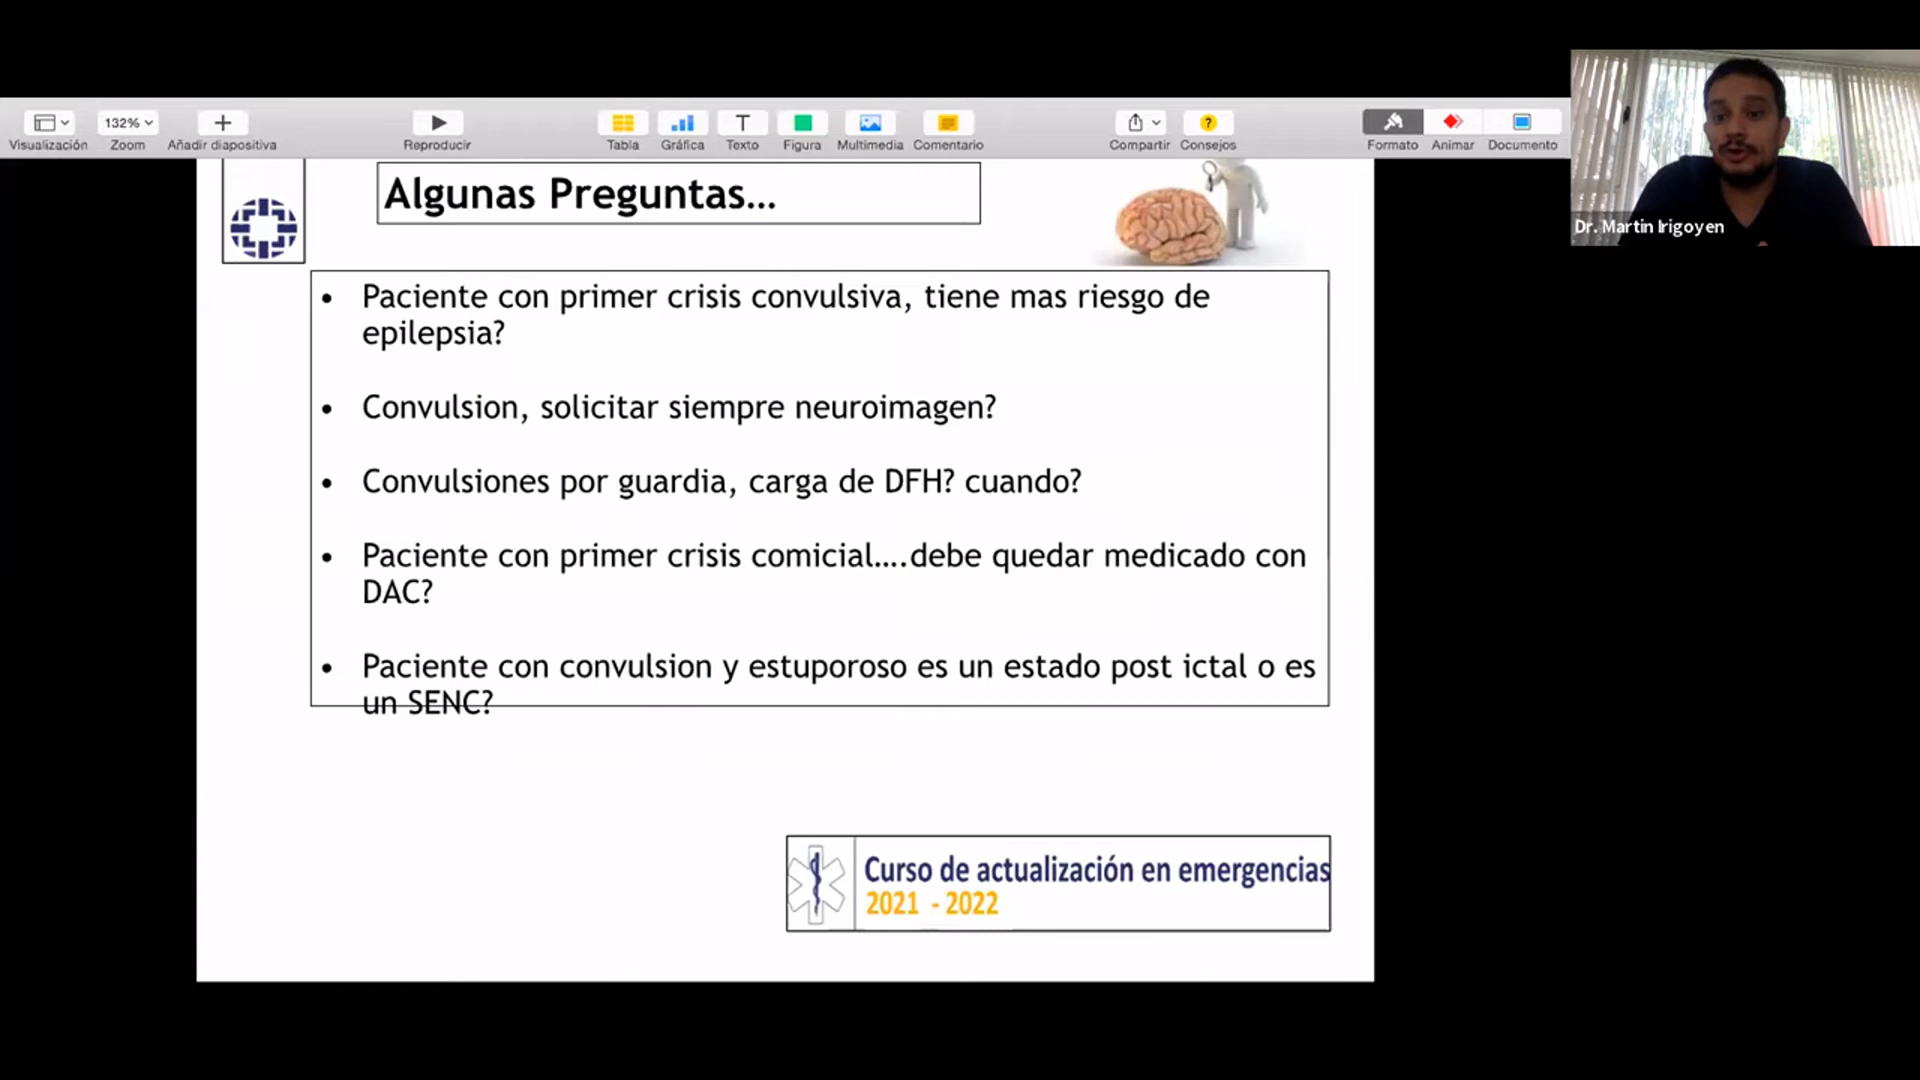 132%
Visualización
Zoom
Añadir diapositiva
Reproducir
Tabla
Gráfica
T
Texto
Figura
Multimedia
Comentario
Compartir
?
Consejos
Formato
Animar
Documento
Dr. Martin Irigoyen
Algunas Preguntas...
• Paciente con primer crisis convulsiva, tiene mas riesgo de
epilepsia?
• Convulsion, solicitar siempre neuroimagen?
• Convulsiones por guardia, carga de DFH? cuando?
• Paciente con primer crisis comicial....debe quedar medicado con
DAC?
• Paciente con convulsion y estuporoso es un estado post ictal o es
un SENC?
Curso de actualización en emergencias
2021 - 2022